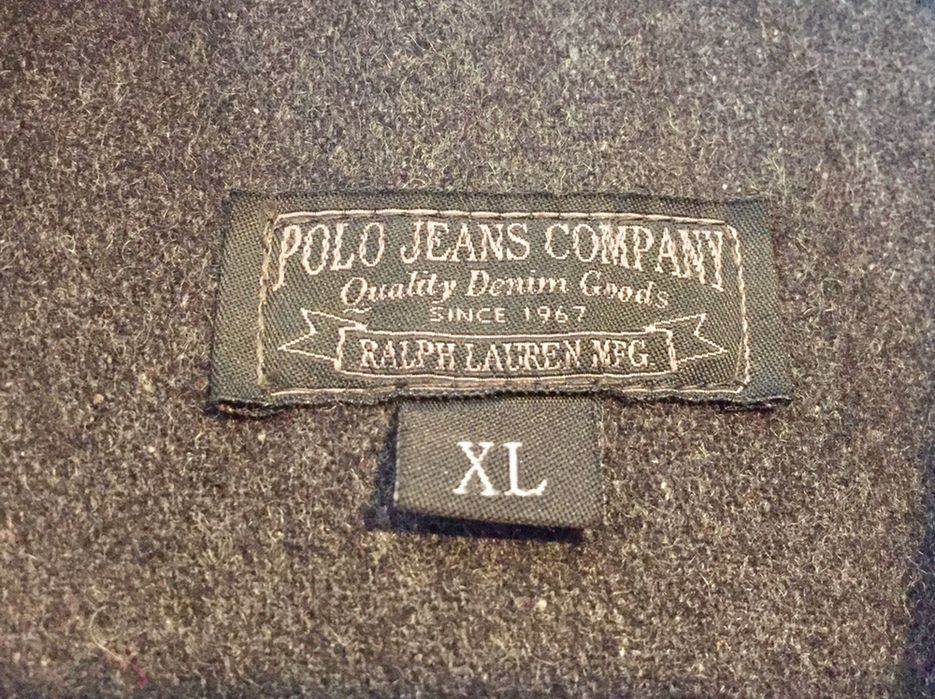 POLO JEANS COMPANY
Quality Denim Goods
SINCE 1967
RALPH LAUREN MFG.
XL